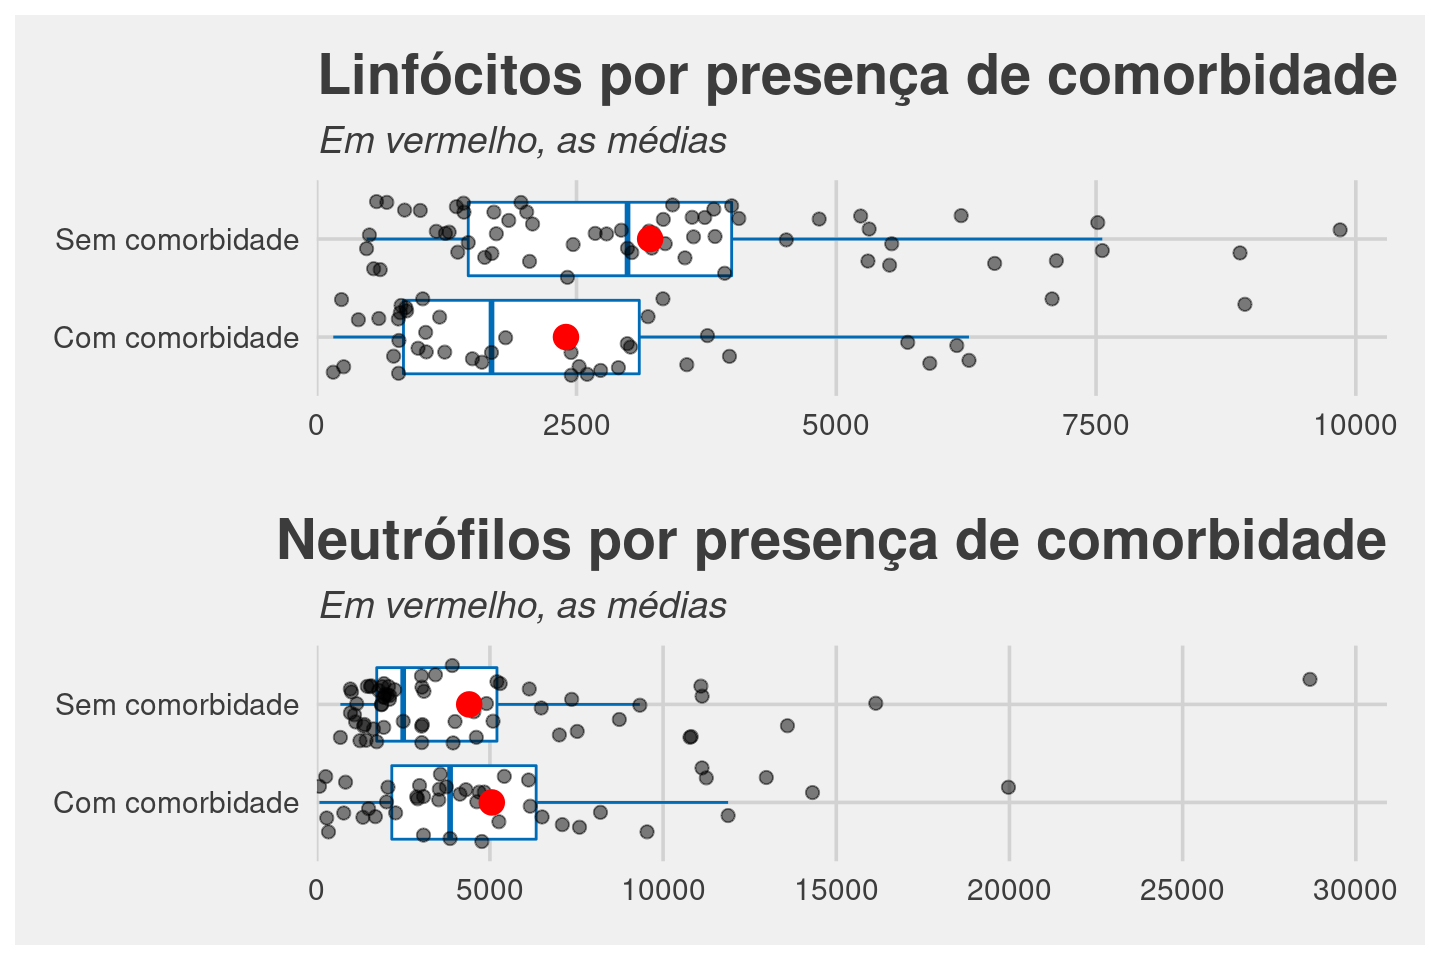 Linfócitos por presença de comorbidade
Em vermelho, as médias
Sem comorbidade
Com comorbidade
0 2500 5000 7500 10000
Neutrófilos por presença de comorbidade
Em vermelho, as médias
Sem comorbidade
Com comorbidade
0 5000 10000 15000 20000 25000 30000